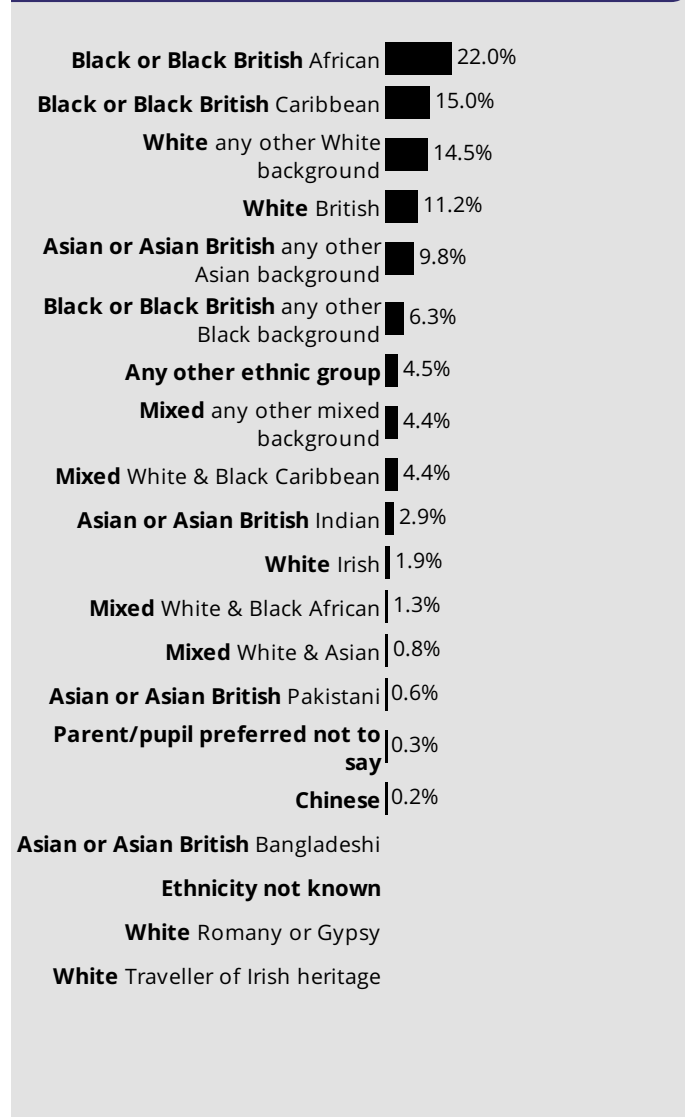 Black or Black British African 22.0%
Black or Black British Caribbean 15.0%
White any other White
background 14.5%
White British 11.2%
Asian or Asian British any other
Asian background 9.8%
Black or Black British any other
Black background 6.3%
Any other ethnic group 4.5%
Mixed any other mixed
background 4.4%
Mixed White & Black Caribbean 4.4%
Asian or Asian British Indian 2.9%
White Irish 1.9%
Mixed White & Black African 1.3%
Mixed White & Asian 0.8%
Asian or Asian British Pakistani 0.6%
Parent/pupil preferred not to
say 0.3%
Chinese 0.2%
Asian or Asian British Bangladeshi
Ethnicity not known
White Romany or Gypsy
White Traveller of Irish heritage